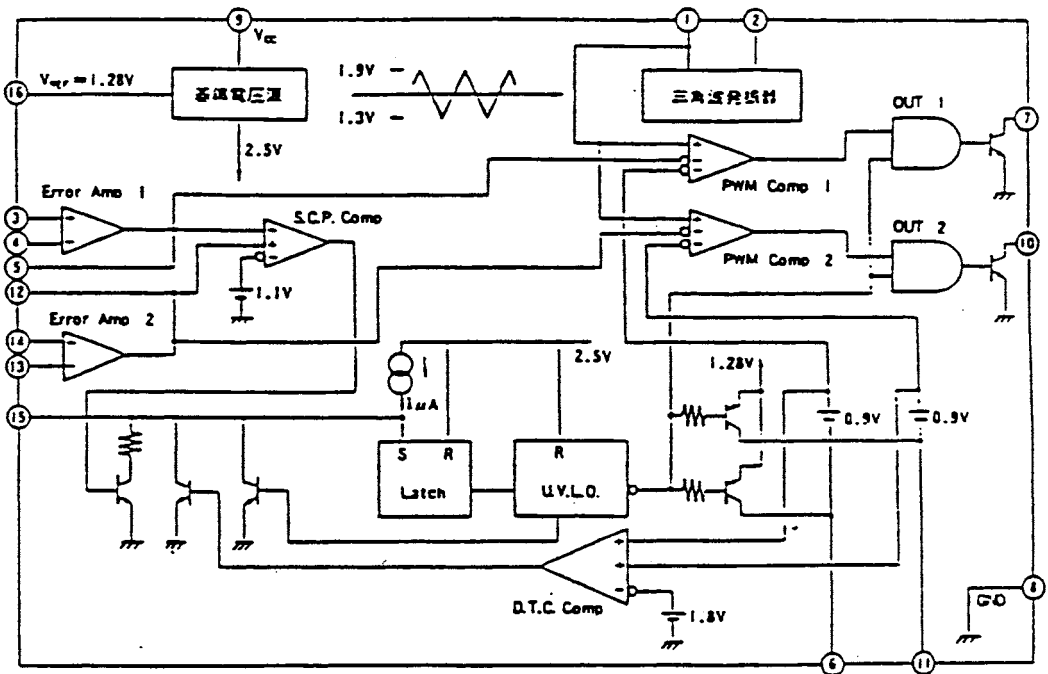 9
Vcc
1
2
16
VREF=1.28V
基準電圧源
1.9V
1.3V
三角波発振器
2.5V
OUT 1
7
PWM Comp 1
Error Amp 1
3
4
5
12
S.C.P. Comp
1.1V
OUT 2
10
PWM Comp 2
Error Amp 2
14
13
15
1μA
2.5V
1.28V
0.9V
0.9V
S R
Latch
R
U.V.L.O.
D.T.C. Comp
1.8V
GND
8
6
11